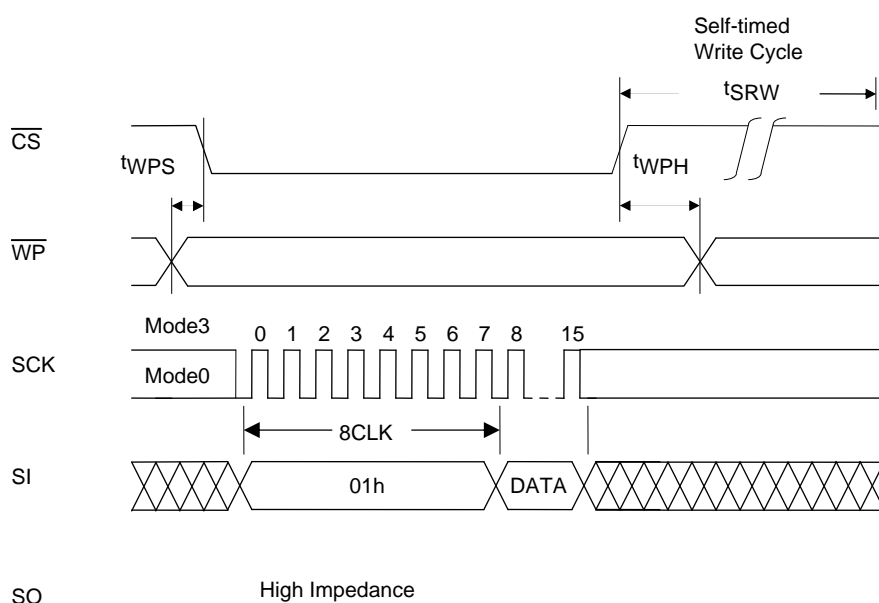 Self-timed
Write Cycle
tSRW
CS
tWPS
tWPH
WP
Mode3
0 1 2 3 4 5 6 7 8 15
SCK
Mode0
8CLK
SI
01h
DATA
High Impedance
SO